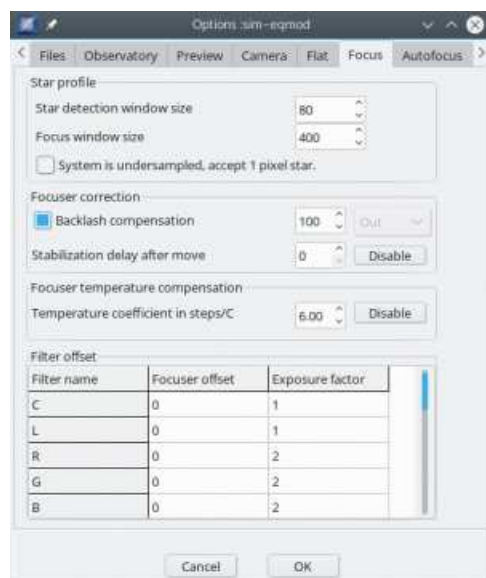 Options :sim-eqmod
Files Observatory Preview Camera Flat Focus Autofocus
Star profile
Star detection window size 80
Focus window size 400
System is undersampled, accept 1 pixel star.
Focuser correction
Backlash compensation 100 Out
Stabilization delay after move 0 Disable
Focuser temperature compensation
Temperature coefficient in steps/C 6.00 Disable
Filter offset
Filter name Focuser offset Exposure factor
C 0 1
L 0 1
R 0 2
G 0 2
B 0 2
Cancel OK